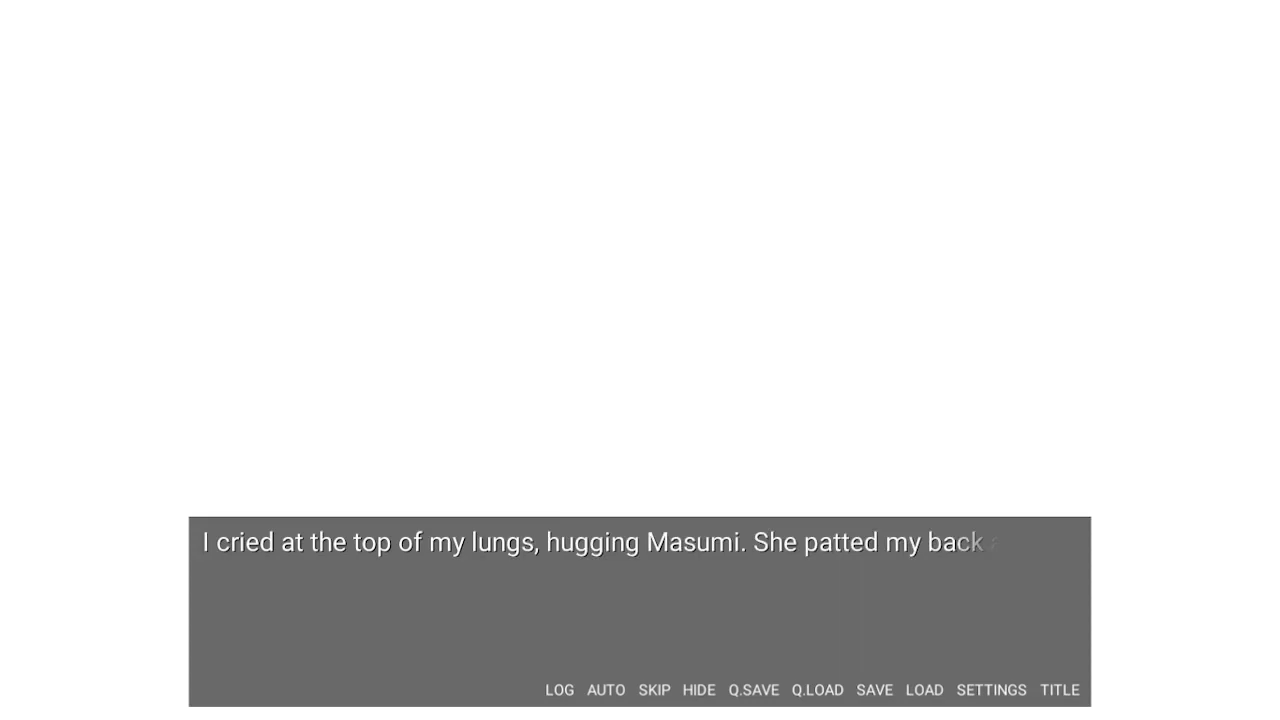 I cried at the top of my lungs, hugging Masumi. She patted my back
LOG AUTO SKIP HIDE Q.SAVE Q.LOAD SAVE LOAD SETTINGS TITLE